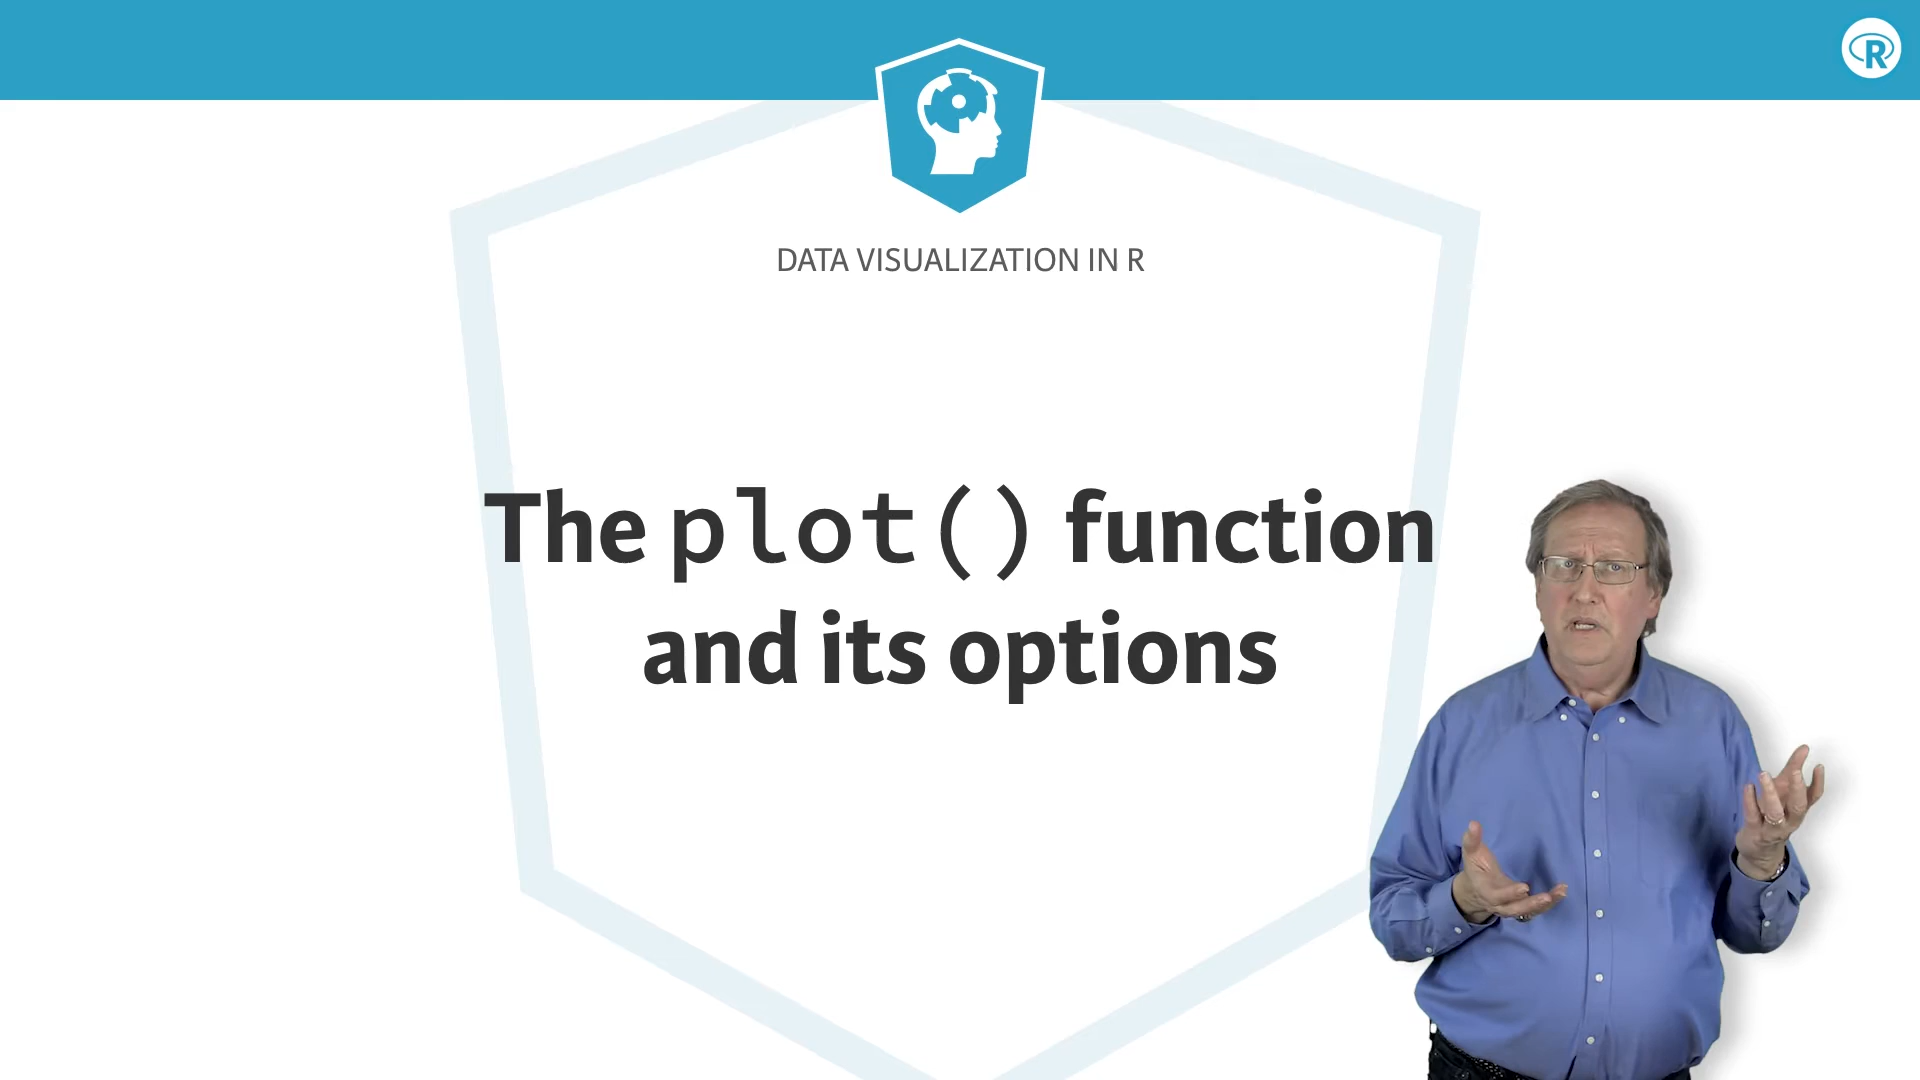 R
DATA VISUALIZATION IN R
The plot() function
and its options